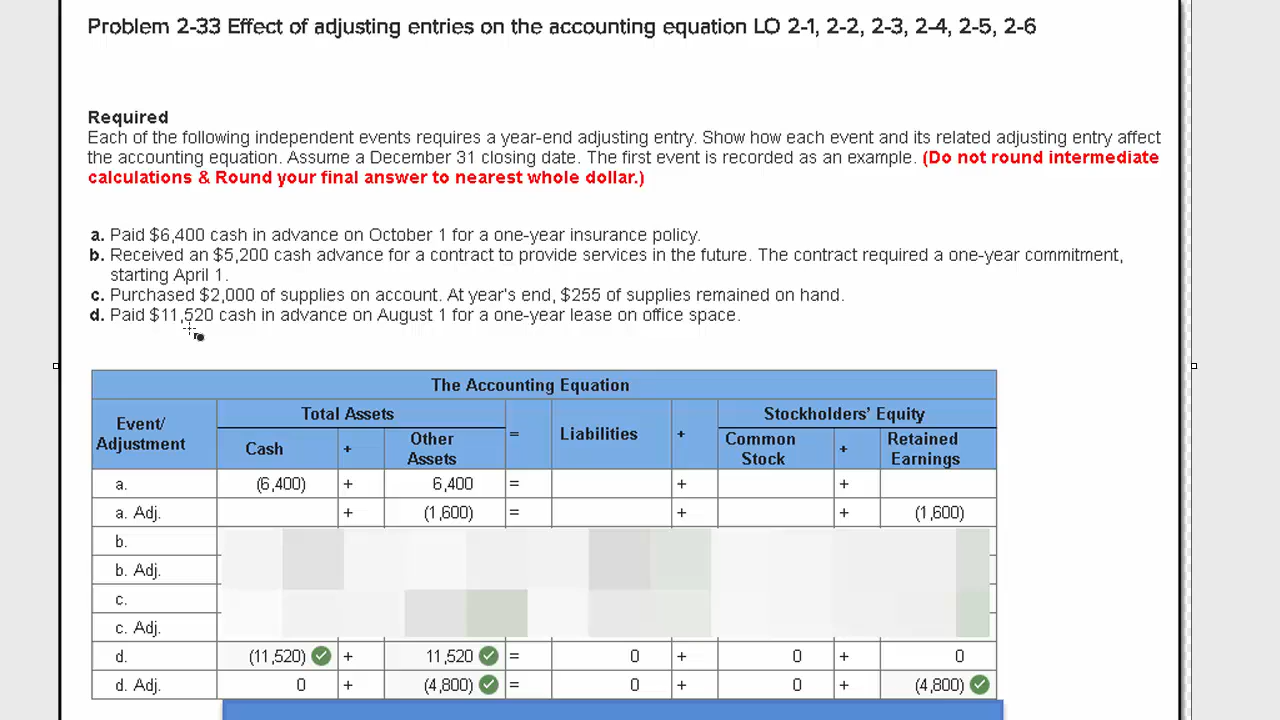 Problem 2-33 Effect of adjusting entries on the accounting equation LO 2-1, 2-2, 2-3, 2-4, 2-5, 2-6
Required
Each of the following independent events requires a year-end adjusting entry. Show how each event and its related adjusting entry affect
the accounting equation. Assume a December 31 closing date. The first event is recorded as an example. (Do not round intermediate
calculations & Round your final answer to nearest whole dollar.)
a. Paid $6,400 cash in advance on October 1 for a one-year insurance policy.
b. Received an $5,200 cash advance for a contract to provide services in the future. The contract required a one-year commitment,
starting April 1.
c. Purchased $2,000 of supplies on account. At year's end, $255 of supplies remained on hand.
d. Paid $11,520 cash in advance on August 1 for a one-year lease on office space.
The Accounting Equation
Event/
Adjustment
Total Assets
=
Liabilities
+
Stockholders' Equity
Cash
+
Other
Assets
Common
Stock
+
Retained
Earnings
a. (6,400) + 6,400 = + +
a. Adj. + (1,600) = + + (1,600)
b.
b. Adj.
c.
c. Adj.
d. (11,520) + 11,520 = 0 + 0 + 0
d. Adj. 0 + (4,800) = 0 + 0 + (4,800)